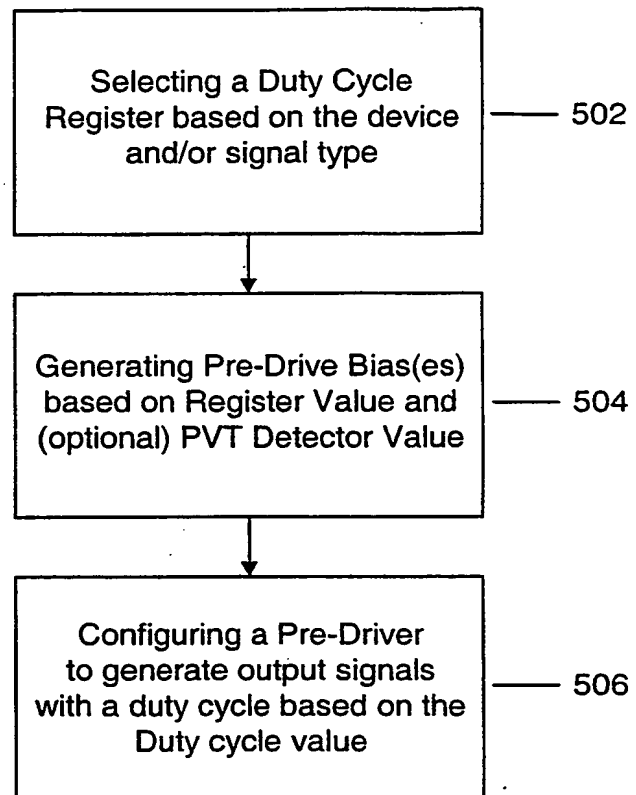 Selecting a Duty Cycle
Register based on the device
and/or signal type
502
Generating Pre-Drive Bias(es)
based on Register Value and
(optional) PVT Detector Value
504
Configuring a Pre-Driver
to generate output signals
with a duty cycle based on the
Duty cycle value
506